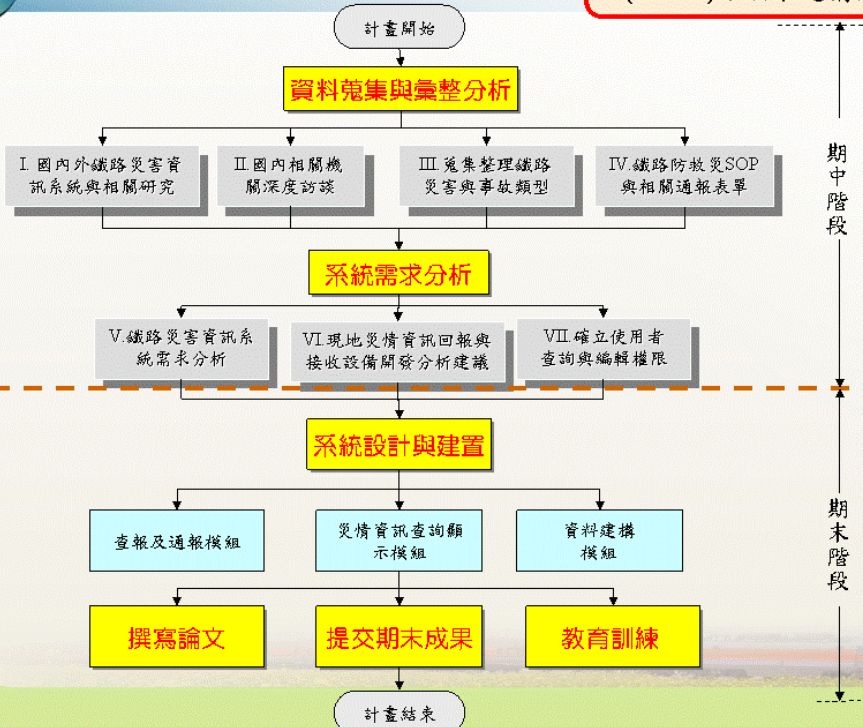 計畫開始
資料蒐集與彙整分析
I.國內外鐵路災害資
訊系統與相關研究
II.國內相關機
關深度訪談
III.蒐集整理鐵路
災害與事故類型
IV.鐵路防救災SOP
與相關通報表單
期中階段
系統需求分析
V.鐵路災害資訊系
統需求分析
VI.現地災情資訊回報與
接收設備開發分析建議
VII.確立使用者
查詢與編輯權限
系統設計與建置
查報及通報模組
災情資訊查詢顯
示模組
資料建構
模組
期末階段
撰寫論文
提交期末成果
教育訓練
計畫結束